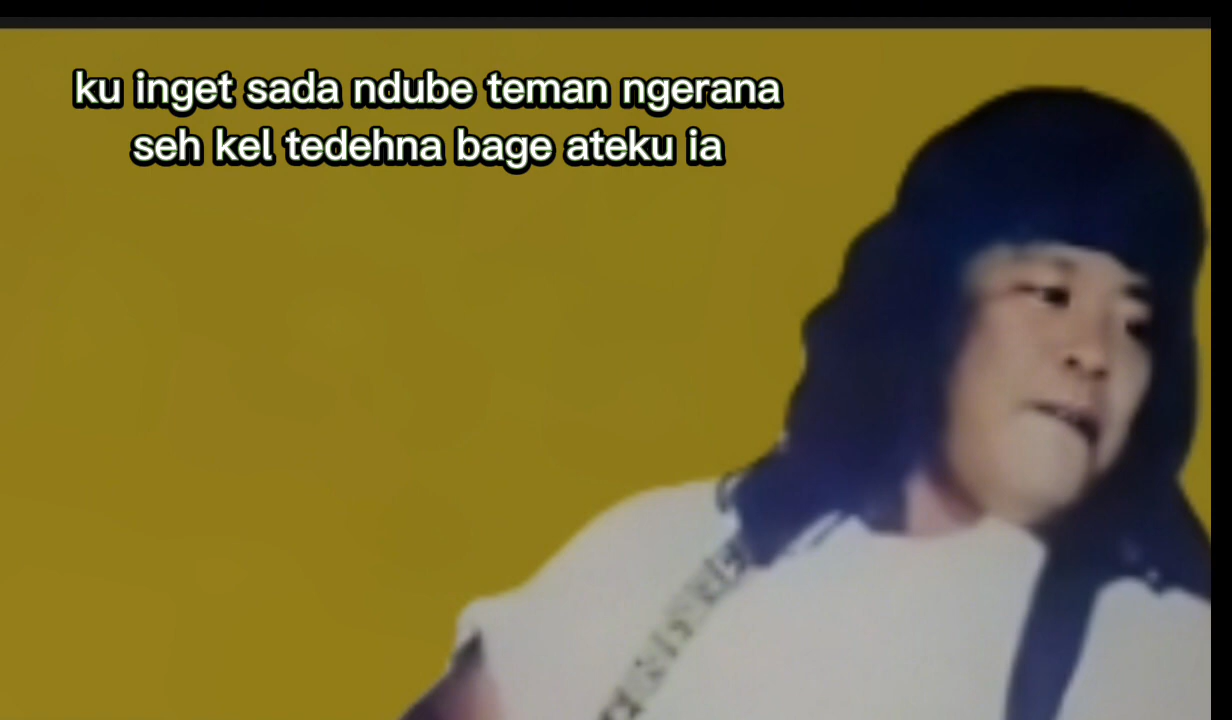 ku inget sada ndube teman ngerana
seh kel tedehna bage ateku ia